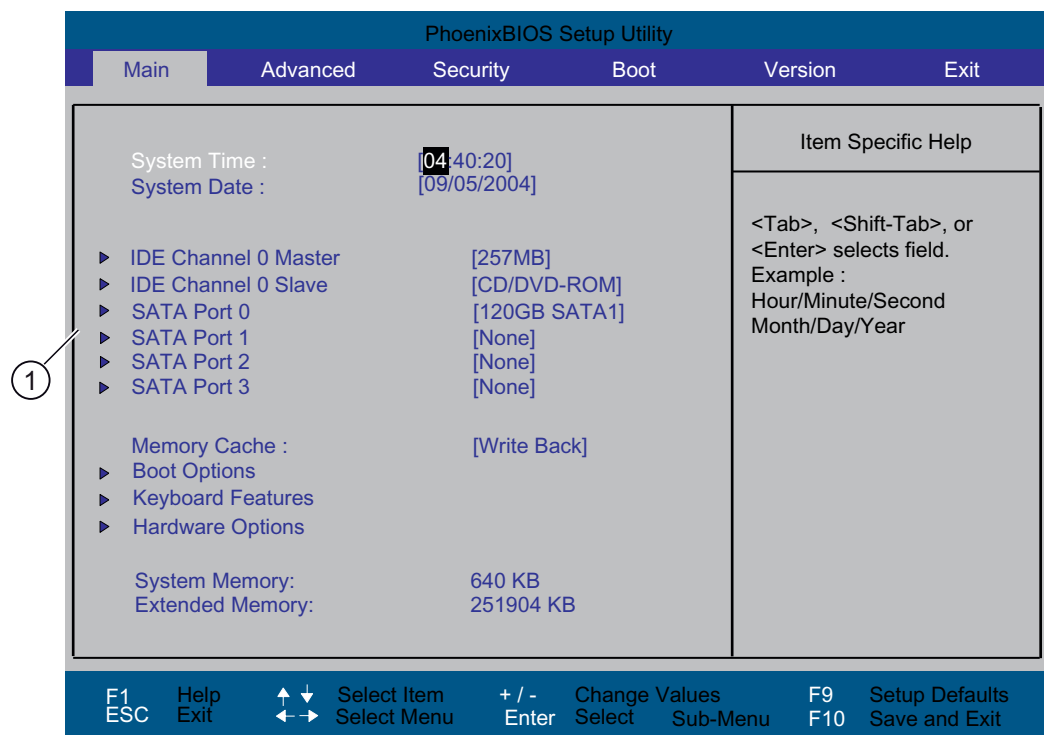 PhoenixBIOS Setup Utility
Main Advanced Security Boot Version Exit
System Time : [04:40:20]
System Date : [09/05/2004]
IDE Channel 0 Master [257MB]
IDE Channel 0 Slave [CD/DVD-ROM]
SATA Port 0 [120GB SATA1]
SATA Port 1 [None]
SATA Port 2 [None]
SATA Port 3 [None]
Memory Cache : [Write Back]
Boot Options
Keyboard Features
Hardware Options
System Memory: 640 KB
Extended Memory: 251904 KB
Item Specific Help
<Tab>, <Shift-Tab>, or
<Enter> selects field.
Example :
Hour/Minute/Second
Month/Day/Year
1
F1 Help ↑ ↓ Select Item + / - Change Values F9 Setup Defaults
ESC Exit ← → Select Menu Enter Select Sub-Menu F10 Save and Exit